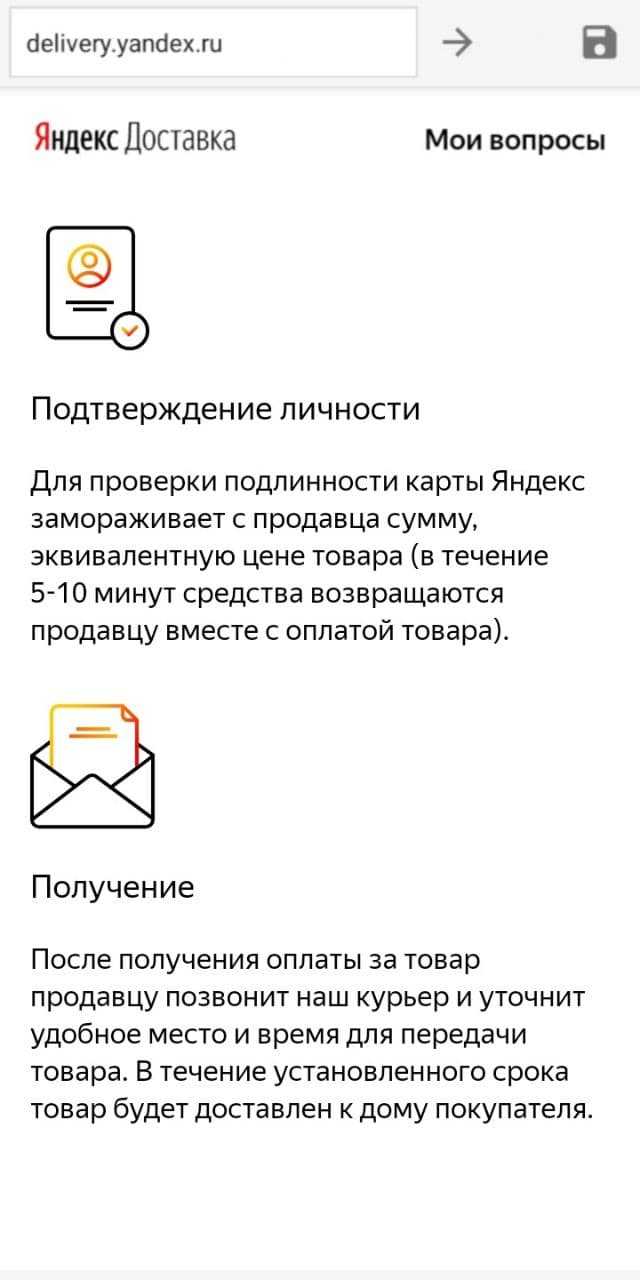 delivery.yandex.ru
Яндекс Доставка
Мои вопросы
Подтверждение личности
Для проверки подлинности карты Яндекс
замораживает с продавца сумму,
эквивалентную цене товара (в течение
5-10 минут средства возвращаются
продавцу вместе с оплатой товара).
Получение
После получения оплаты за товар
продавцу позвонит наш курьер и уточнит
удобное место и время для передачи
товара. В течение установленного срока
товар будет доставлен к дому покупателя.